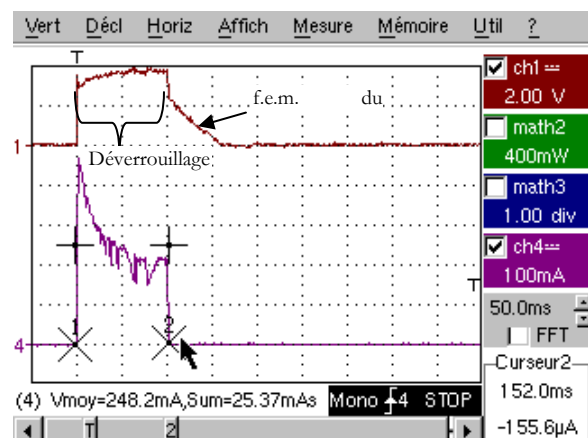 Vert Décl Horiz Affich Mesure Mémoire Util ?
T
ch1
2.00 V
f.e.m. du
math2
400mW
1
Déverrouillage
math3
1.00 div
ch4
100mA
T
1 2
50.0ms
FFT
4
Curseur2
152.0ms
-155.6µA
(4) Vmoy=248.2mA,Sum=25.37mAs Mono 4 STOP
T 2